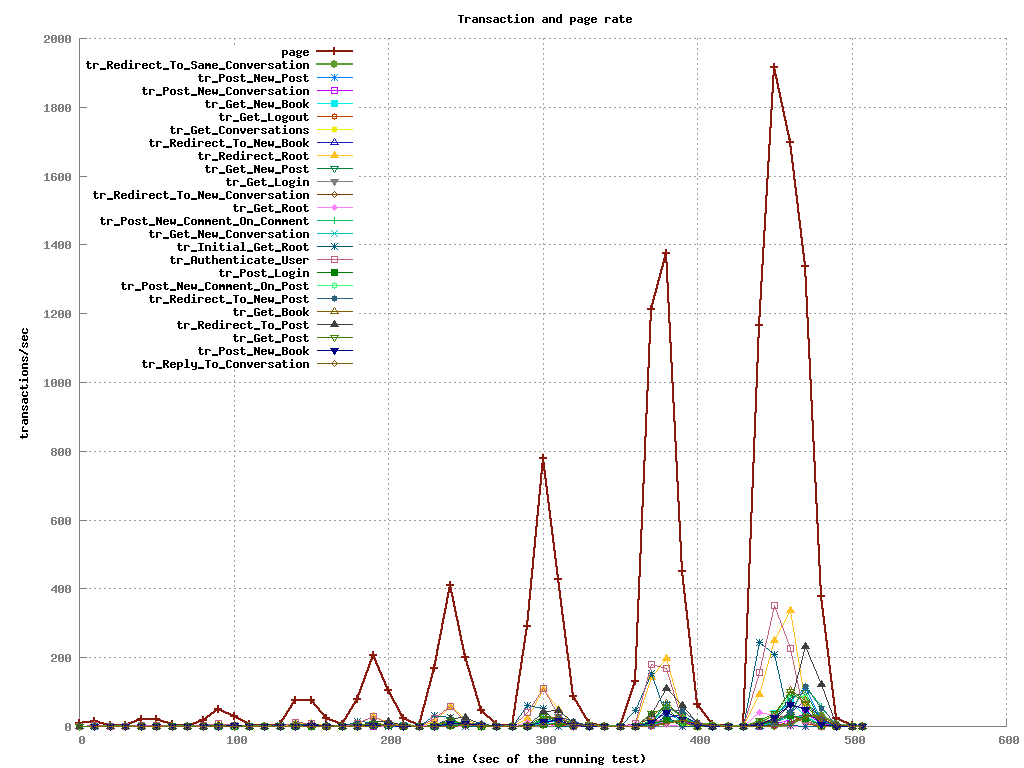 Transaction and page rate
2000
1800
1600
1400
1200
1000
800
600
400
200
0
transactions/sec
page
tr_Redirect_To_Same_Conversation
tr_Post_New_Post
tr_Post_New_Conversation
tr_Get_New_Book
tr_Get_Logout
tr_Get_Conversations
tr_Redirect_To_New_Book
tr_Redirect_Root
tr_Get_New_Post
tr_Get_Login
tr_Redirect_To_New_Conversation
tr_Get_Root
tr_Post_New_Comment_On_Comment
tr_Get_New_Conversation
tr_Initial_Get_Root
tr_Authenticate_User
tr_Post_Login
tr_Post_New_Comment_On_Post
tr_Redirect_To_New_Post
tr_Get_Book
tr_Redirect_To_Post
tr_Get_Post
tr_Post_New_Book
tr_Reply_To_Conversation
0 100 200 300 400 500 600
time (sec of the running test)